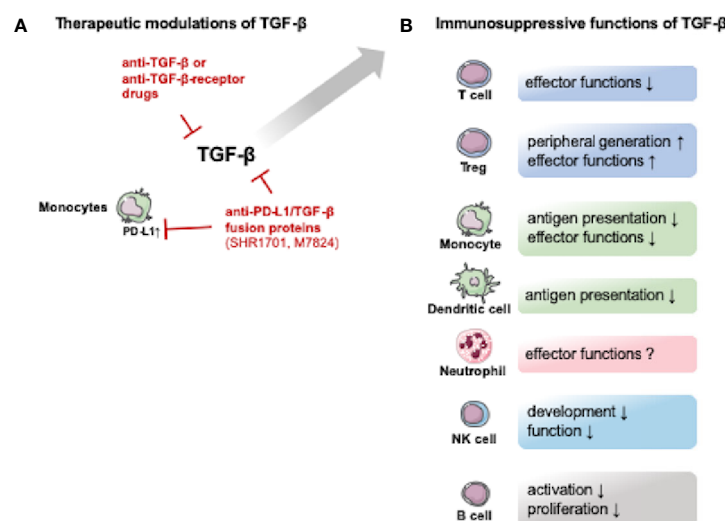 A Therapeutic modulations of TGF-β
anti-TGF-β or
anti-TGF-β-receptor
drugs
TGF-β
Monocytes
PD-L1↑
anti-PD-L1/TGF-β
fusion proteins
(SHR1701, M7824)
B Immunosuppressive functions of TGF-β
T cell
effector functions ↓
Treg
peripheral generation ↑
effector functions ↑
Monocyte
antigen presentation ↓
effector functions ↓
Dendritic cell
antigen presentation ↓
Neutrophil
effector functions ?
NK cell
development ↓
function ↓
B cell
activation ↓
proliferation ↓